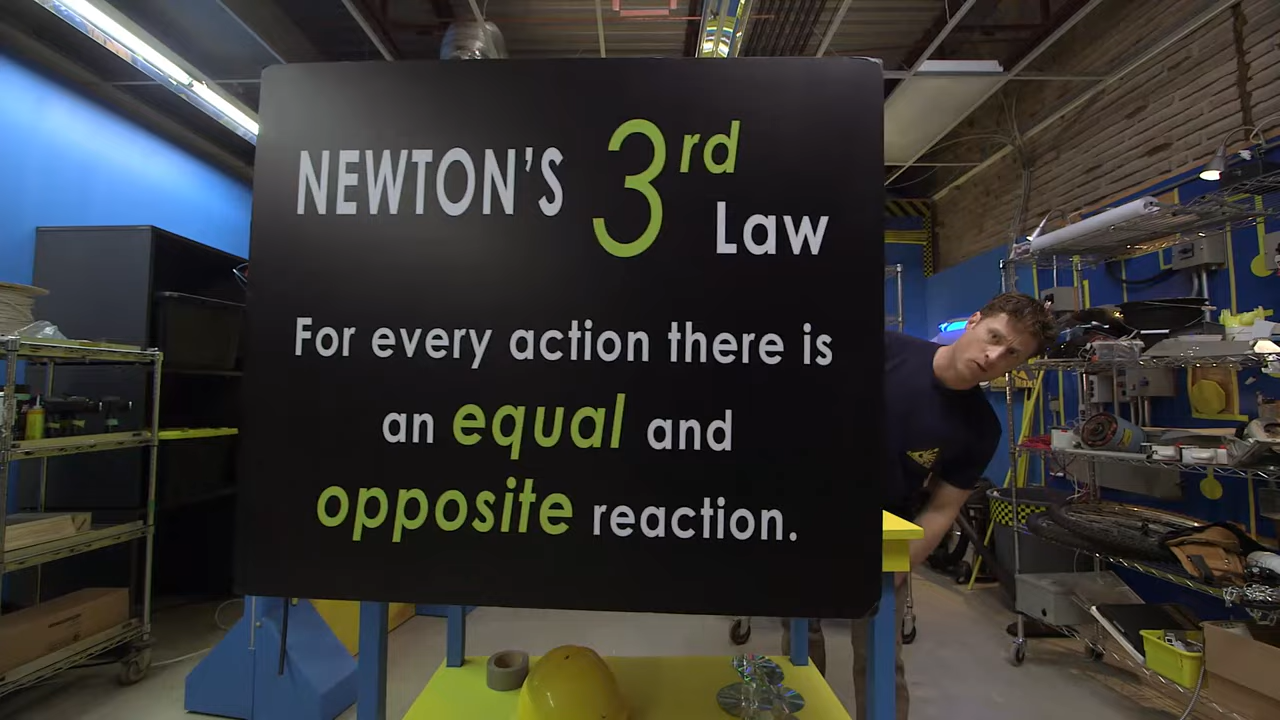 NEWTON'S 3rd
Law
For every action there is
an equal and
opposite reaction.